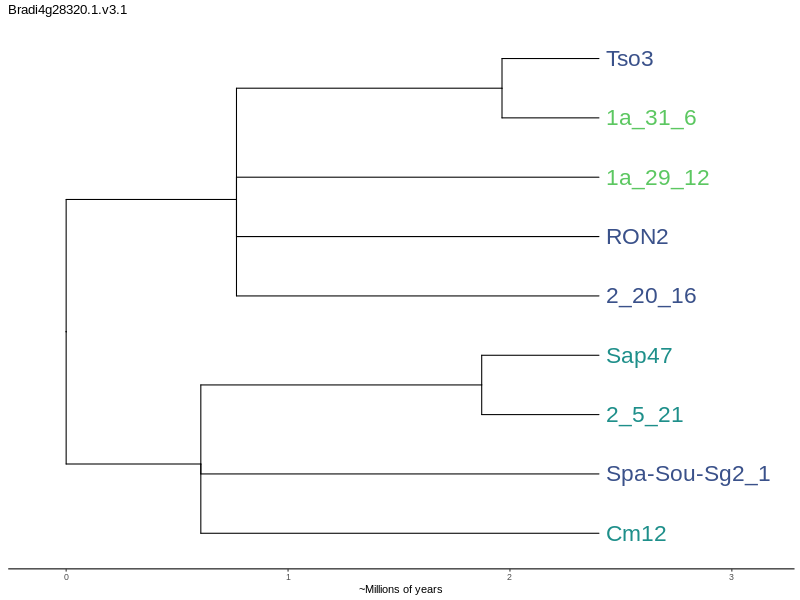 Bradi4g28320.1.v3.1
Tso3
1a_31_6
1a_29_12
RON2
2_20_16
Sap47
2_5_21
Spa-Sou-Sg2_1
Cm12
0 1 2 3
~Millions of years